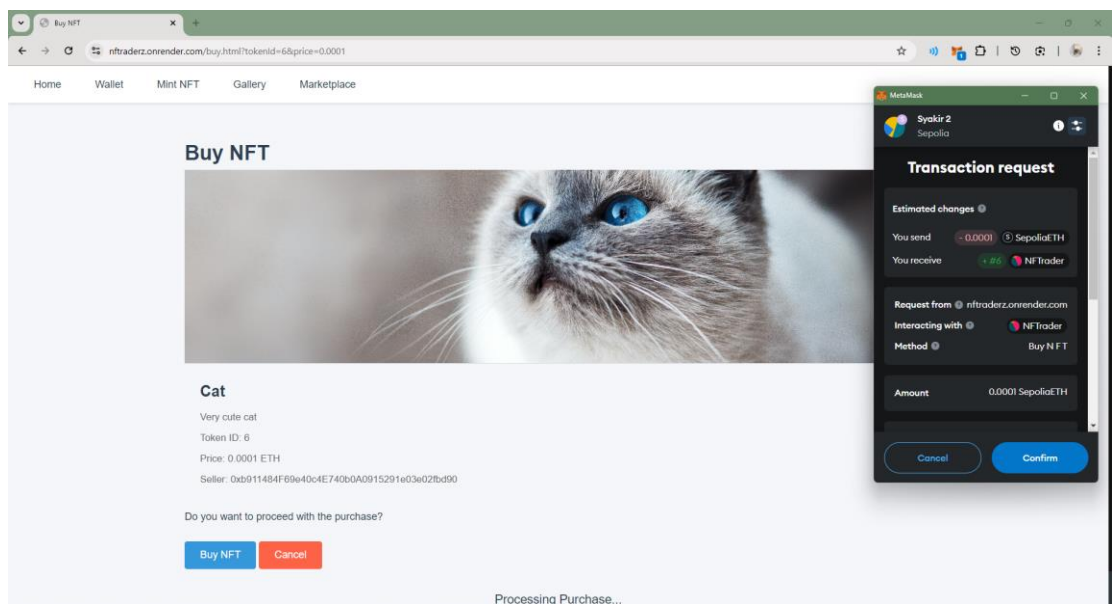 Buy NFT
nftraderz.onrender.com/buy.html?tokenId=6&price=0.0001
Home Wallet Mint NFT Gallery Marketplace
Buy NFT
Cat
Very cute cat
Token ID: 6
Price: 0.0001 ETH
Seller: 0xb911484F69e40c4E740b0A0915291e03e02fbd90
Do you want to proceed with the purchase?
Buy NFT Cancel
Processing Purchase...
MetaMask
Syakir 2
Sepolia
Transaction request
Estimated changes
You send - 0.0001 S SepoliaETH
You receive + #6 NFTrader
Request from nftraderz.onrender.com
Interacting with NFTrader
Method Buy N F T
Amount 0.0001 SepoliaETH
Cancel Confirm